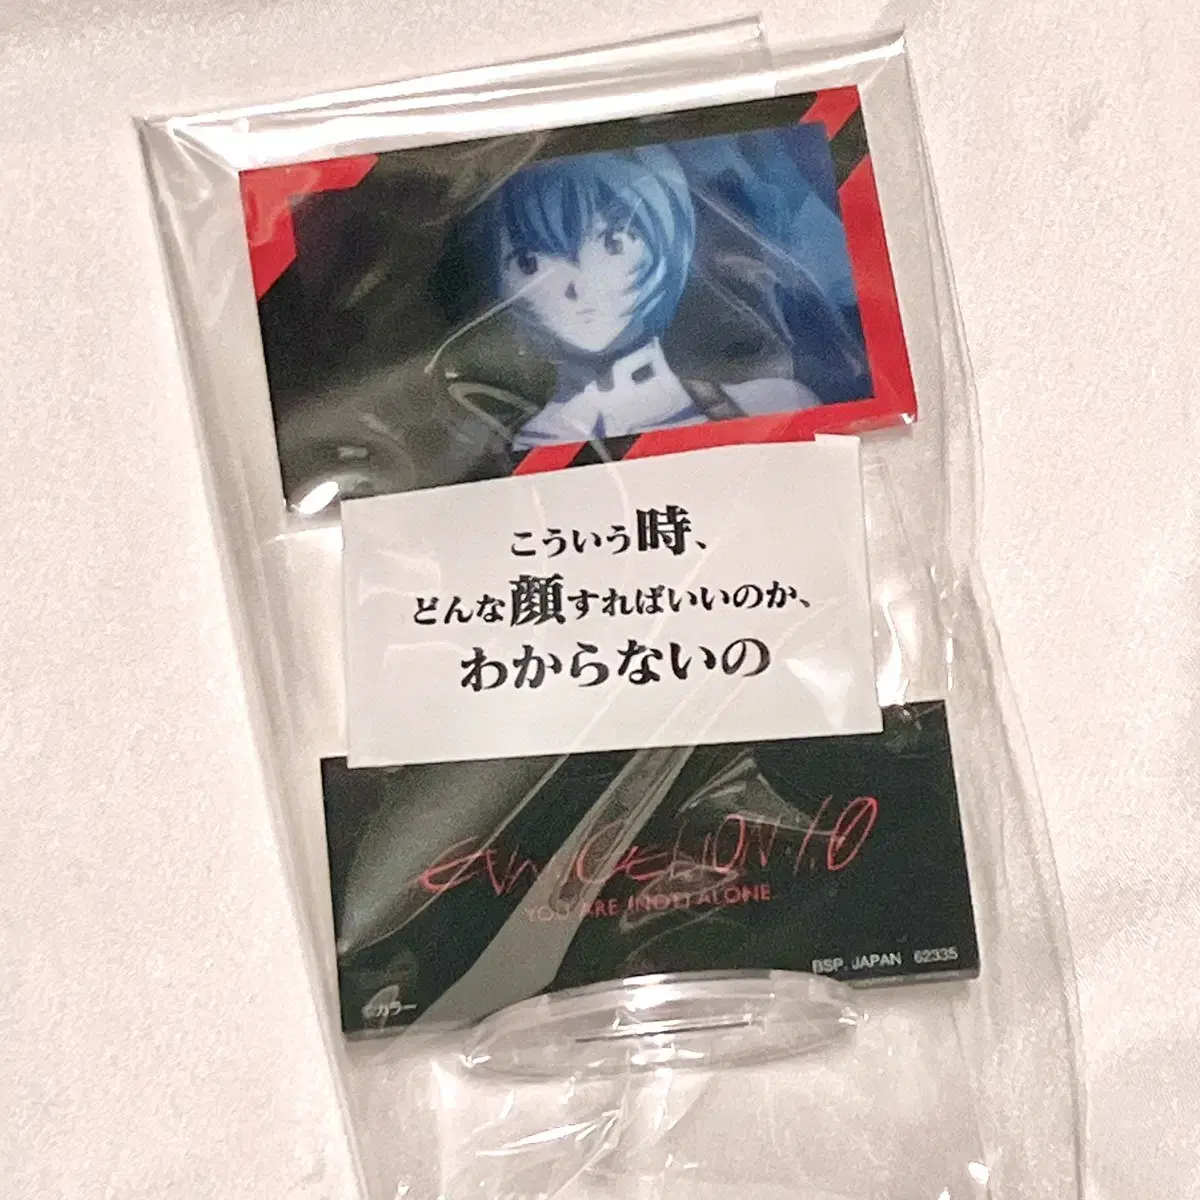 こういう時、
どんな顔すればいいのか、
わからないの
EVANGELION:1.0
YOU ARE (NOT) ALONE.
BSP. JAPAN 62335
©カラー